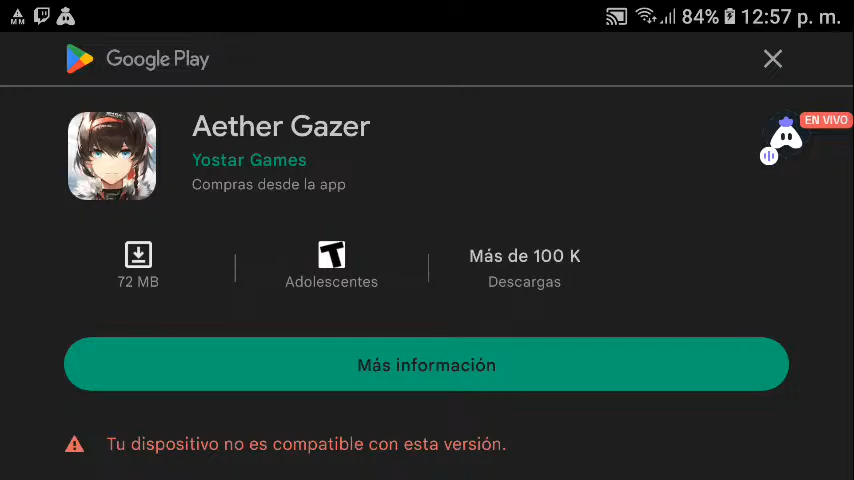 MM 84% 12:57 p. m.
Google Play
Aether Gazer
EN VIVO
Yostar Games
Compras desde la app
T Más de 100 K
72 MB Adolescentes Descargas
Más información
Tu dispositivo no es compatible con esta versión.